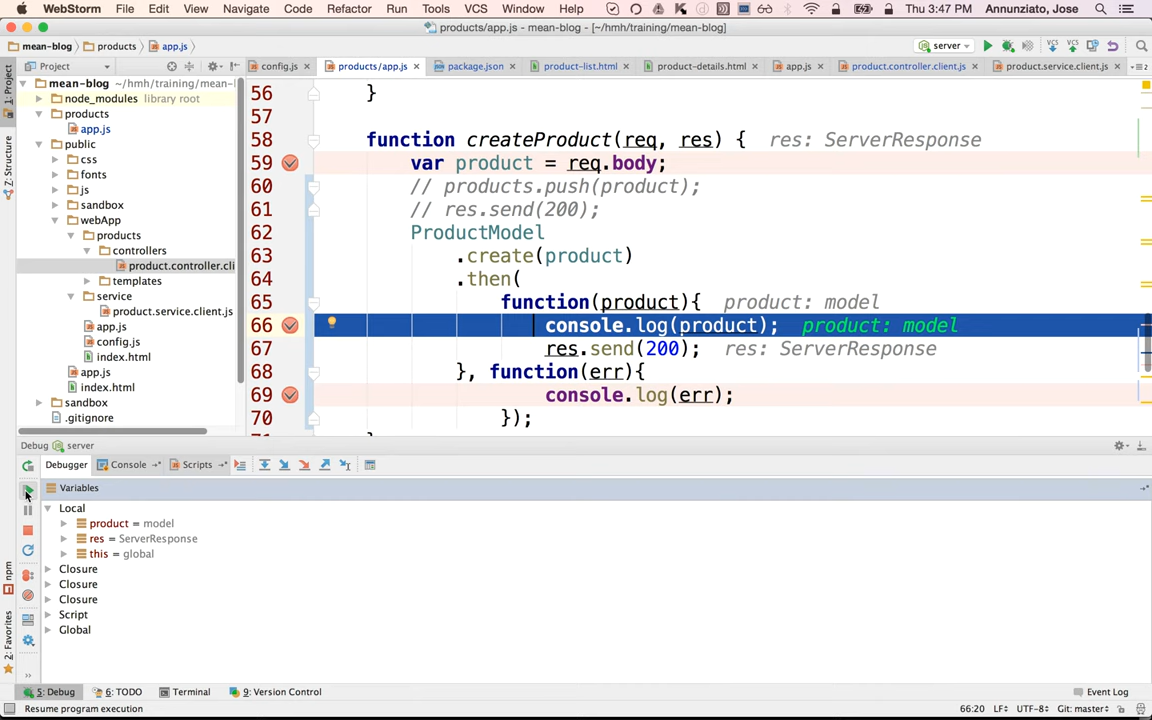 WebStorm File Edit View Navigate Code Refactor Run Tools VCS Window Help Thu 3:47 PM Annunziato, Jose
products/app.js - mean-blog - [~/hmh/training/mean-blog]
mean-blog products app.js server
Project config.js products/app.js package.json product-list.html product-details.html app.js product.controller.client.js product.service.client.js
1: Project
Z: Structure
npm
2: Favorites
mean-blog ~/hmh/training/mean-
node_modules library root
products
app.js
public
css
fonts
js
sandbox
webApp
products
controllers
product.controller.cli
templates
service
product.service.client.js
app.js
config.js
index.html
app.js
index.html
sandbox
.gitignore
56 }
57
58 function createProduct(req, res) { res: ServerResponse
59 var product = req.body;
60 // products.push(product);
61 // res.send(200);
62 ProductModel
63 .create(product)
64 .then(
65 function(product){ product: model
66 console.log(product); product: model
67 res.send(200); res: ServerResponse
68 }, function(err){
69 console.log(err);
70 });
Debug server
Debugger Console Scripts
Variables
Local
product = model
res = ServerResponse
this = global
Closure
Closure
Closure
Script
Global
5: Debug 6: TODO Terminal 9: Version Control Event Log
Resume program execution 66:20 LF UTF-8 Git: master